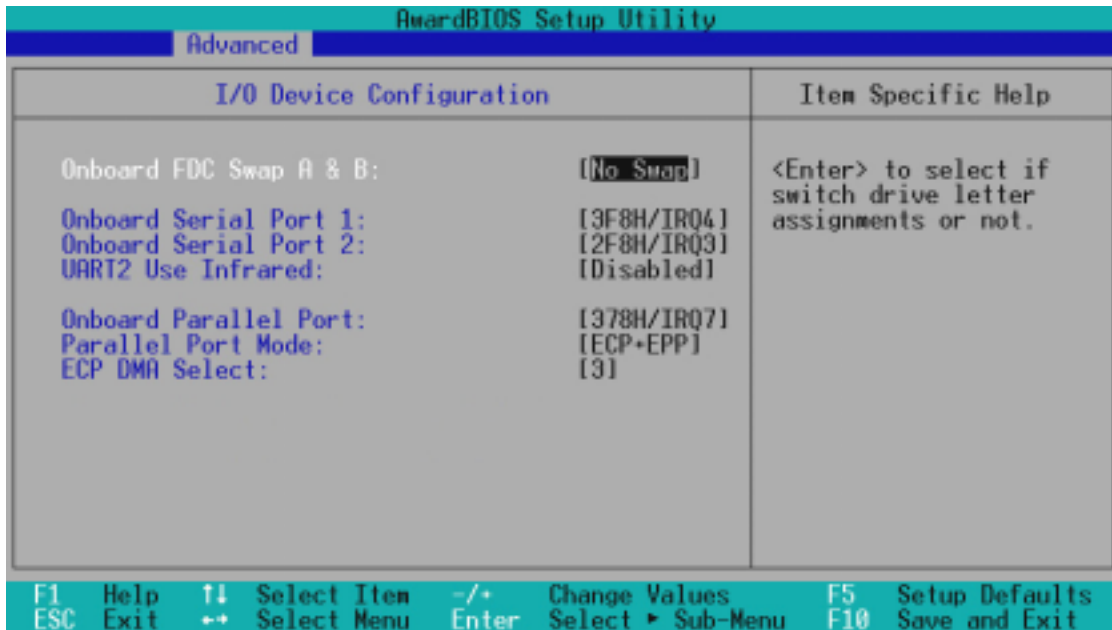 AwardBIOS Setup Utility
Advanced
I/O Device Configuration
Item Specific Help
Onboard FDC Swap A & B: [No Swap]
Onboard Serial Port 1: [3F8H/IRQ4]
Onboard Serial Port 2: [2F8H/IRQ3]
UART2 Use Infrared: [Disabled]
Onboard Parallel Port: [378H/IRQ7]
Parallel Port Mode: [ECP+EPP]
ECP DMA Select: [3]
<Enter> to select if
switch drive letter
assignments or not.
F1 Help ↑↓ Select Item -/+ Change Values F5 Setup Defaults
ESC Exit ←→ Select Menu Enter Select ► Sub-Menu F10 Save and Exit